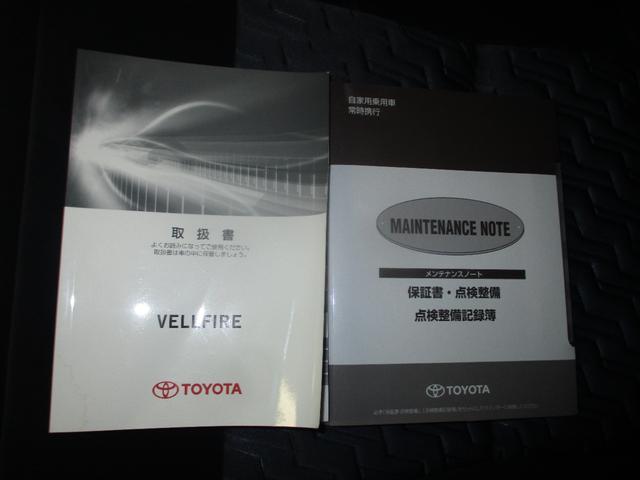 取扱書
よくお読みになってご使用ください。
取扱書は車の中に保管しましょう。
VELLFIRE
TOYOTA
自家用乗用車
常時携行
MAINTENANCE NOTE
メンテナンスノート
保証書・点検整備
点検整備記録簿
TOYOTA